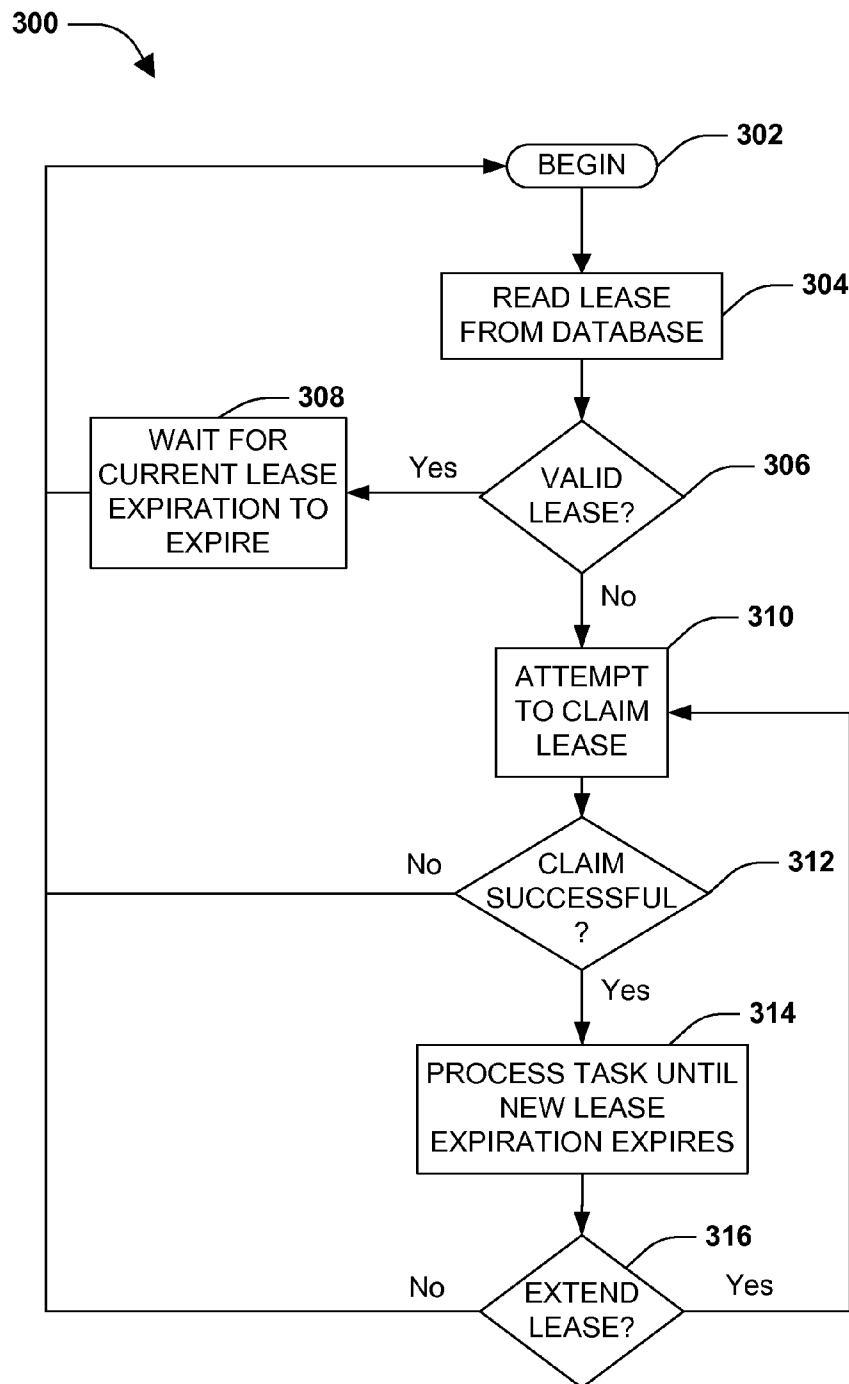 300
302
BEGIN
304
READ LEASE
FROM DATABASE
308
WAIT FOR
CURRENT LEASE
EXPIRATION TO
EXPIRE
Yes
VALID
LEASE?
306
No
310
ATTEMPT
TO CLAIM
LEASE
No
CLAIM
SUCCESSFUL
?
312
Yes
314
PROCESS TASK UNTIL
NEW LEASE
EXPIRATION EXPIRES
316
No
EXTEND
LEASE?
Yes